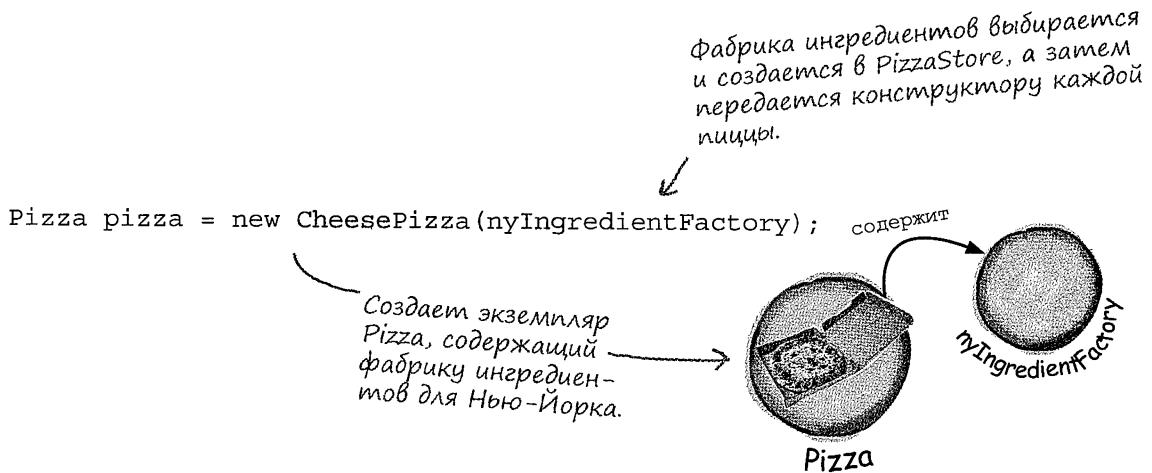 Фабрика ингредиентов выбирается
и создается в PizzaStore, а затем
передается конструктору каждой
пиццы.
Pizza pizza = new CheesePizza(nyIngredientFactory);
содержит
Создает экземпляр
Pizza, содержащий
фабрику ингредиен-
тов для Нью-Йорка.
Pizza
nyIngredientFactory